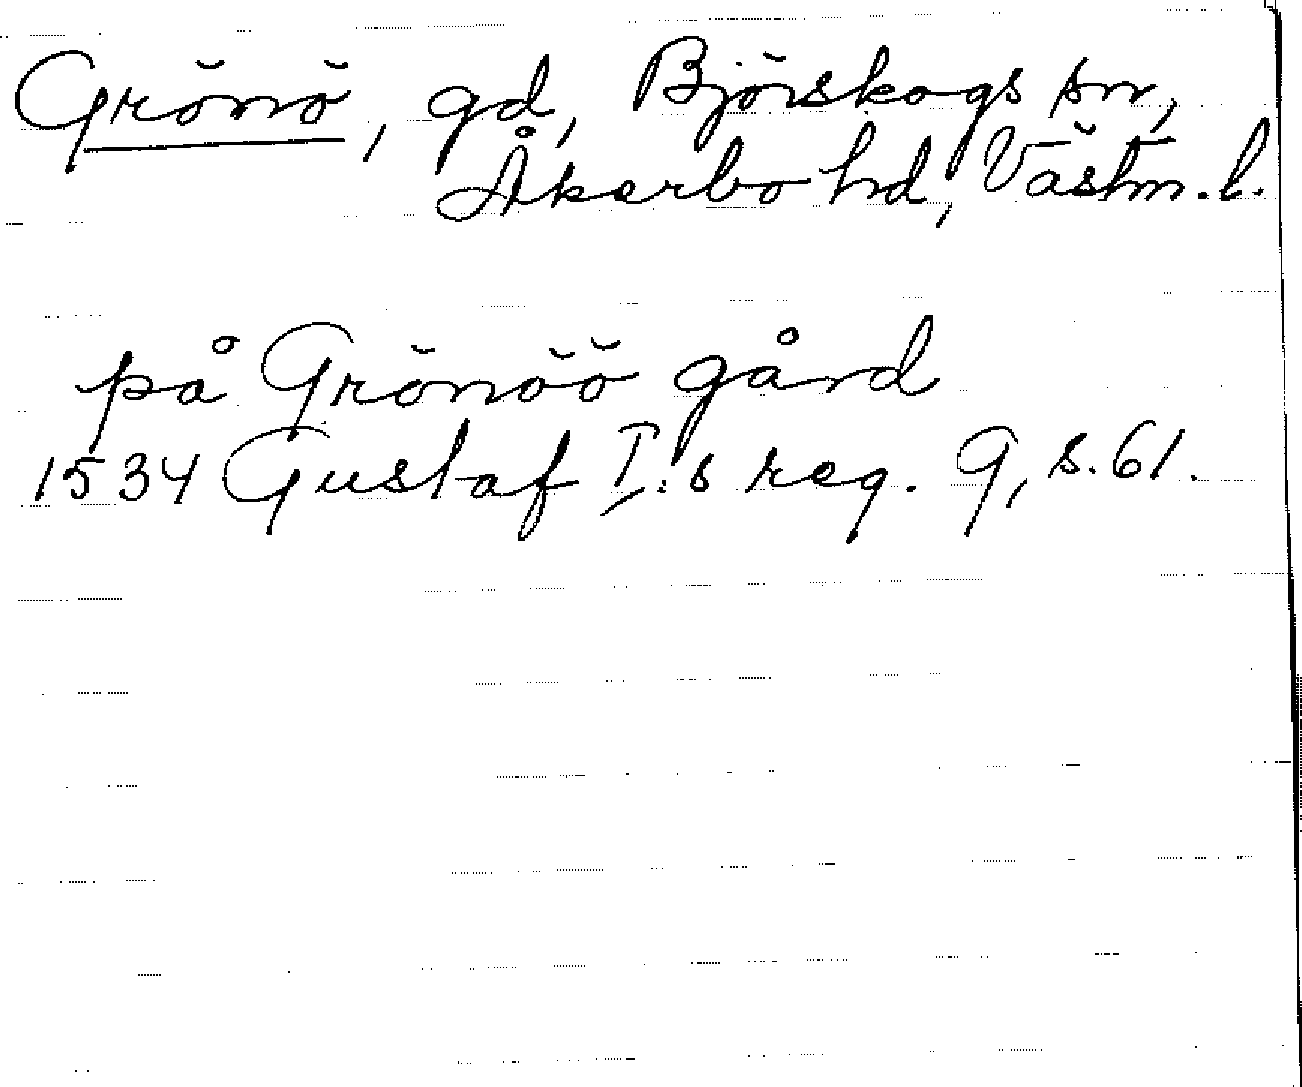 Grönö, gd, Björskogs sn,
Åkerbo hd, Västm. l.
på Grönöö gård
1534 Gustaf I:s reg. 9, s. 61.